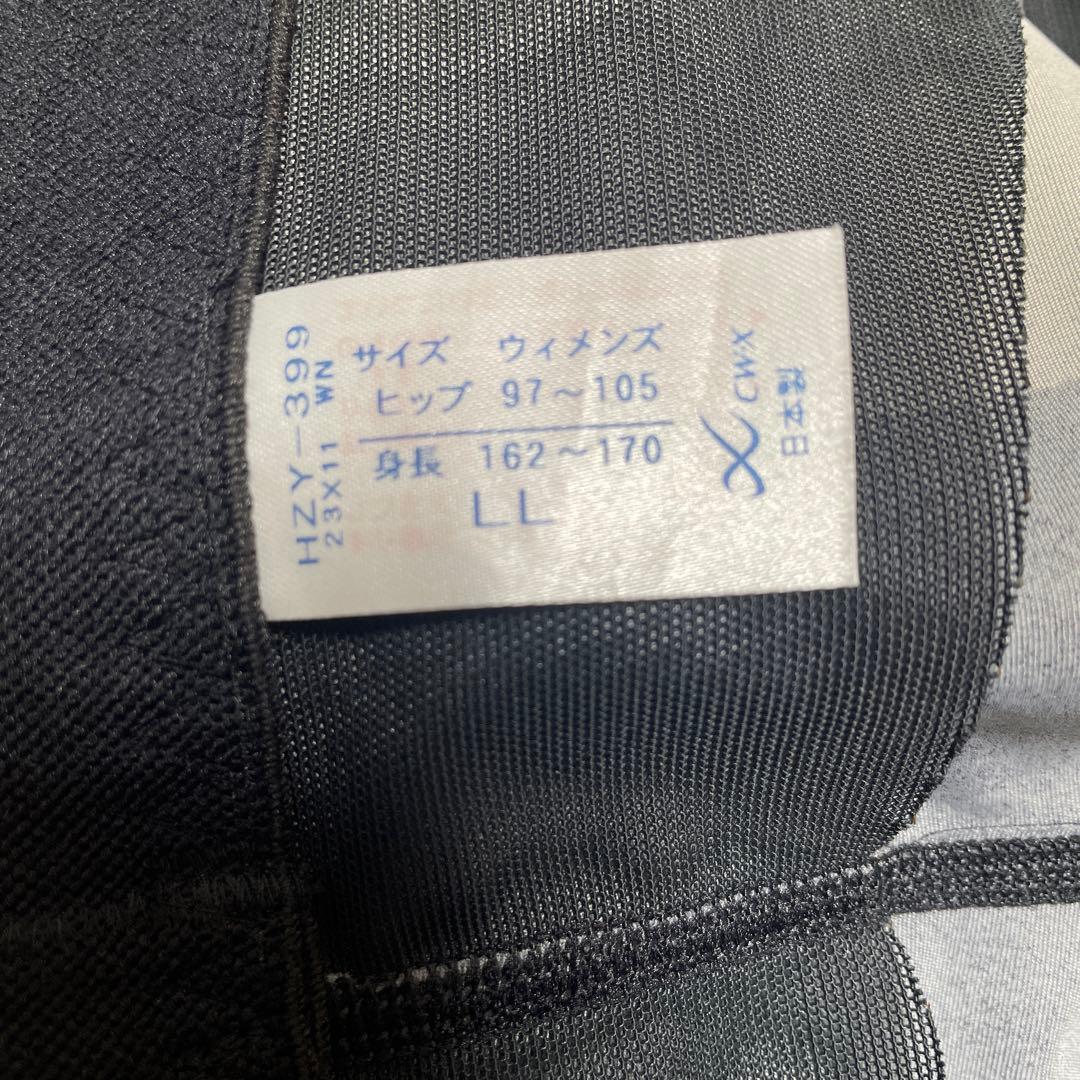 サイズ ウィメンズ
ヒップ 97～105
身長 162～170
LL
HZY-399
23X11 WN
CW-X
日本製